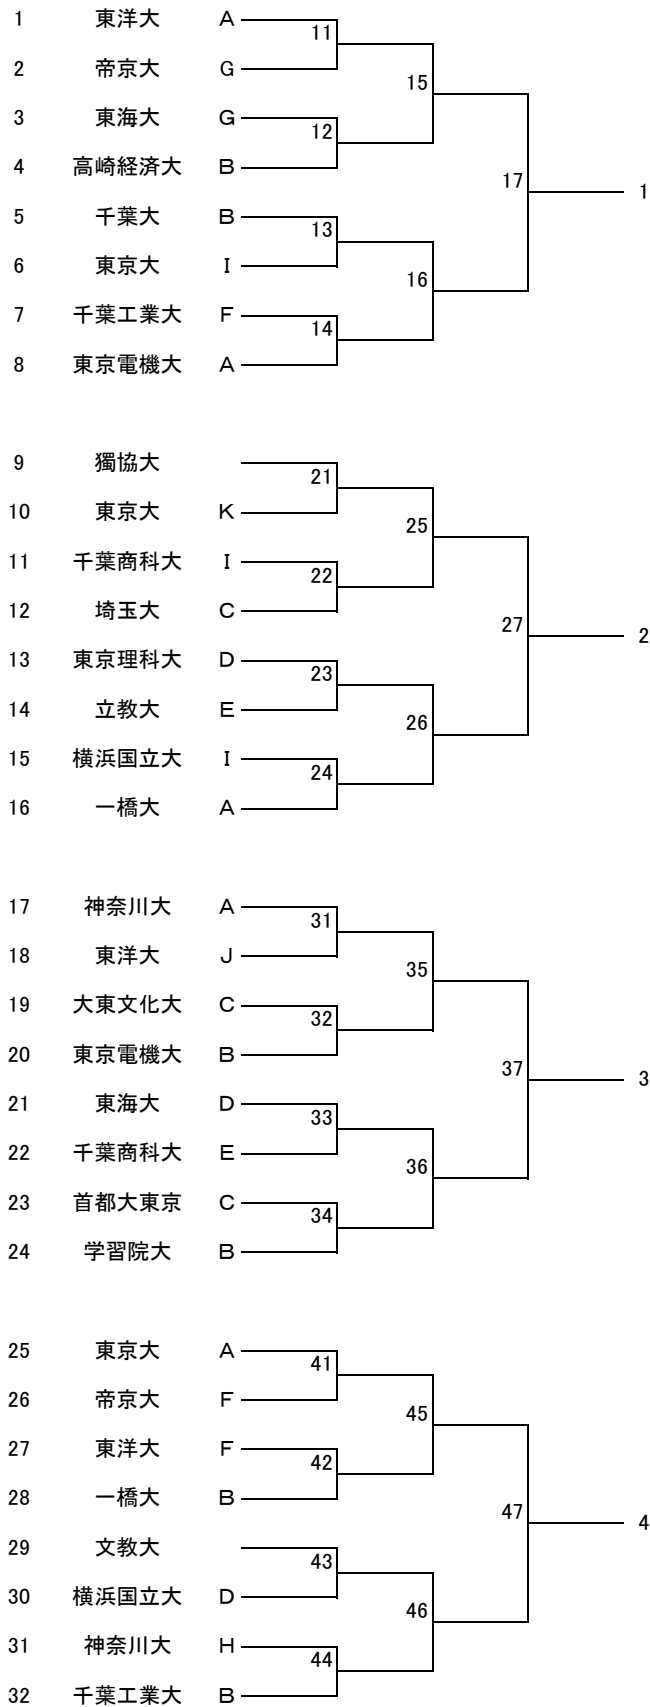 1 東洋大 A
11
2 帝京大 G
15
3 東海大 G
12
4 高崎経済大 B
17 1
5 千葉大 B
13
6 東京大 I
16
7 千葉工業大 F
14
8 東京電機大 A
9 獨協大
21
10 東京大 K
25
11 千葉商科大 I
22
12 埼玉大 C
27 2
13 東京理科大 D
23
14 立教大 E
26
15 横浜国立大 I
24
16 一橋大 A
17 神奈川大 A
31
18 東洋大 J
35
19 大東文化大 C
32
20 東京電機大 B
37 3
21 東海大 D
33
22 千葉商科大 E
36
23 首都大東京 C
34
24 学習院大 B
25 東京大 A
41
26 帝京大 F
45
27 東洋大 F
42
28 一橋大 B
47 4
29 文教大
43
30 横浜国立大 D
46
31 神奈川大 H
44
32 千葉工業大 B